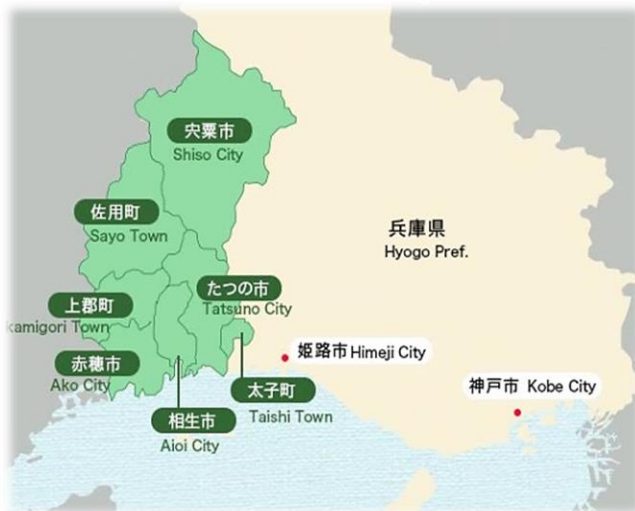 宍粟市
Shiso City
佐用町
Sayo Town
兵庫県
Hyogo Pref.
たつの市
Tatsuno City
上郡町
kamigori Town
姫路市 Himeji City
赤穂市
Ako City
太子町
Taishi Town
神戸市 Kobe City
相生市
Aioi City